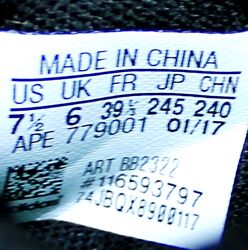 MADE IN CHINA
US UK FR JP CHN
7½ 6 39⅓ 245 240
APE 779001 01/17
ART BB2322
#116593797
74JBQX8900117